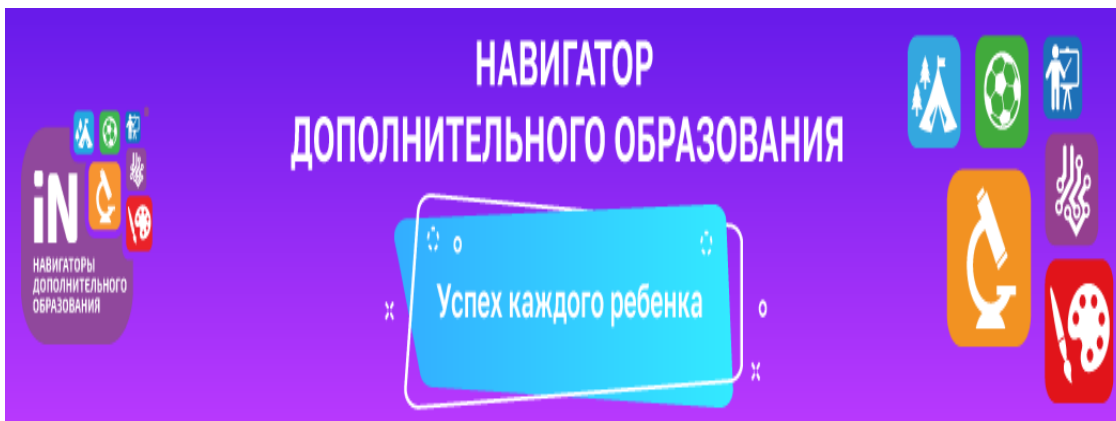 НАВИГАТОР
ДОПОЛНИТЕЛЬНОГО ОБРАЗОВАНИЯ
iN
НАВИГАТОРЫ
ДОПОЛНИТЕЛЬНОГО
ОБРАЗОВАНИЯ
Успех каждого ребенка